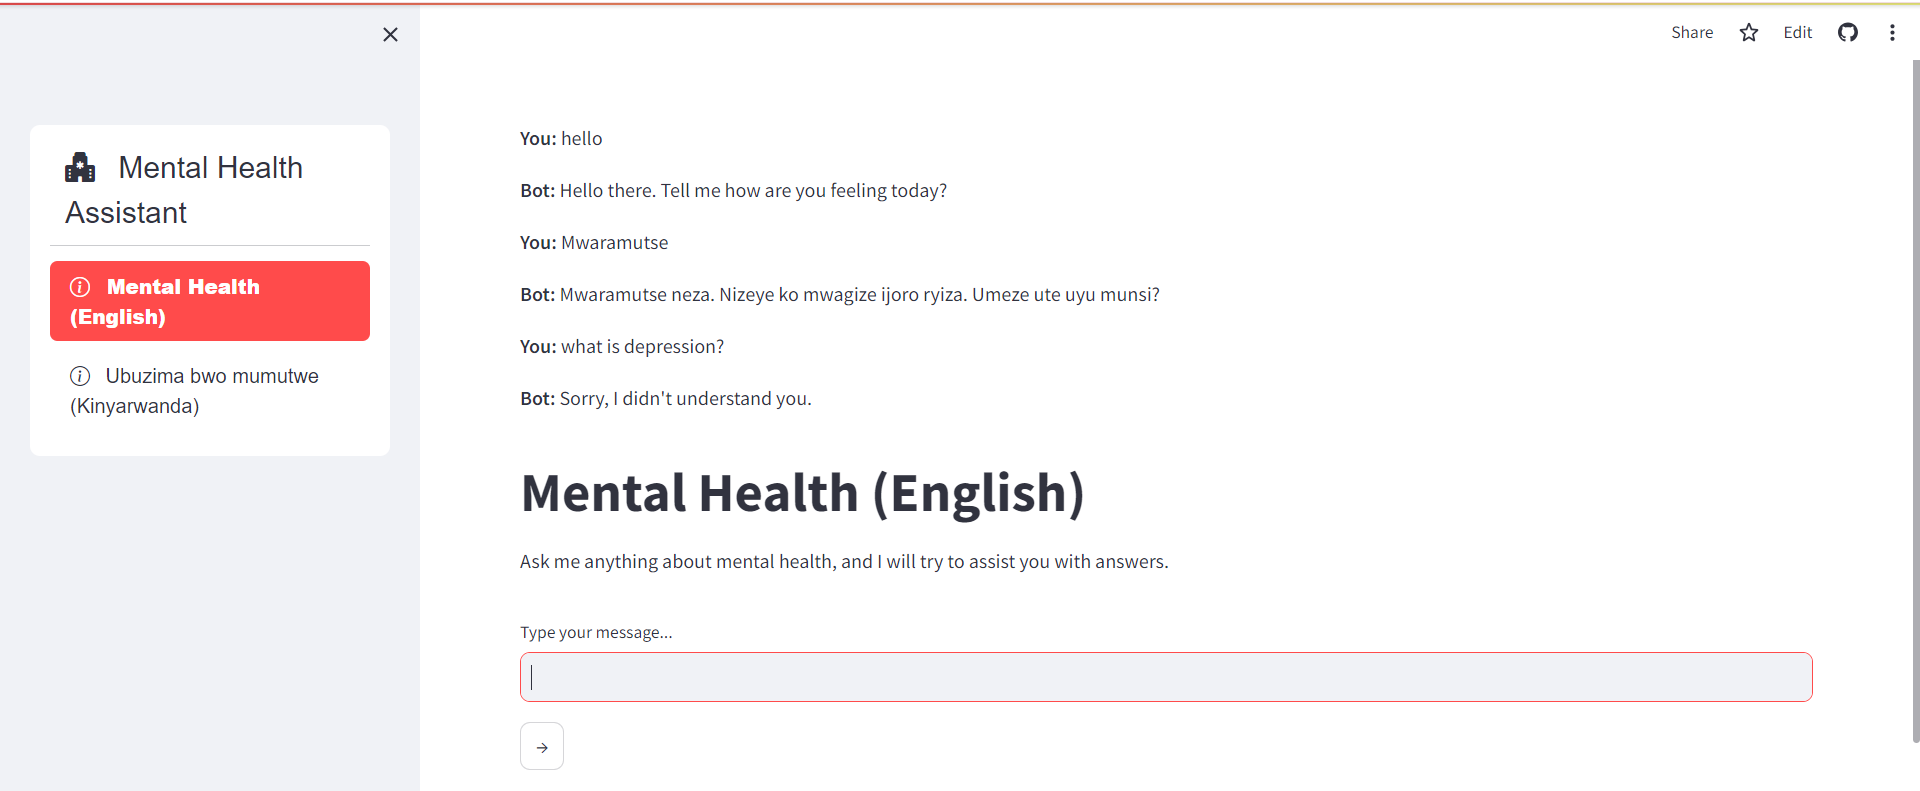 Share
Edit
Mental Health
Assistant
Mental Health
(English)
Ubuzima bwo mumutwe
(Kinyarwanda)
You: hello
Bot: Hello there. Tell me how are you feeling today?
You: Mwaramutse
Bot: Mwaramutse neza. Nizeye ko mwagize ijoro ryiza. Umeze ute uyu munsi?
You: what is depression?
Bot: Sorry, I didn't understand you.
Mental Health (English)
Ask me anything about mental health, and I will try to assist you with answers.
Type your message...